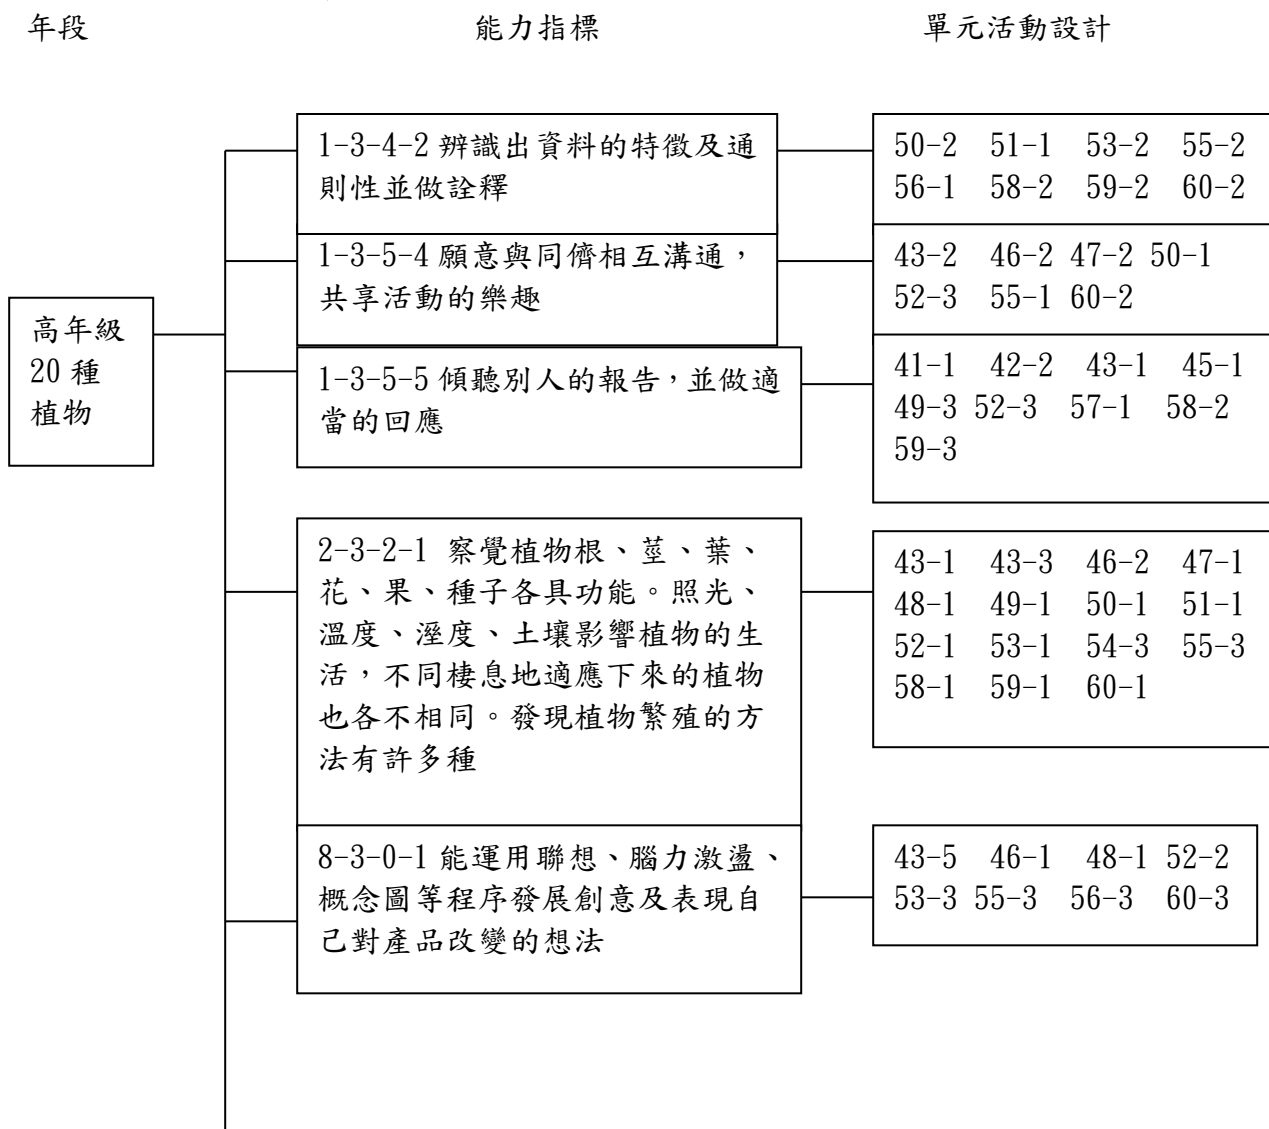 年段 能力指標 單元活動設計
高年級
20 種
植物
1-3-4-2 辨識出資料的特徵及通
則性並做詮釋
50-2 51-1 53-2 55-2
56-1 58-2 59-2 60-2
1-3-5-4 願意與同儕相互溝通，
共享活動的樂趣
43-2 46-2 47-2 50-1
52-3 55-1 60-2
1-3-5-5 傾聽別人的報告，並做適
當的回應
41-1 42-2 43-1 45-1
49-3 52-3 57-1 58-2
59-3
2-3-2-1 察覺植物根、莖、葉、
花、果、種子各具功能。照光、
溫度、溼度、土壤影響植物的生
活，不同棲息地適應下來的植物
也各不相同。發現植物繁殖的方
法有許多種
43-1 43-3 46-2 47-1
48-1 49-1 50-1 51-1
52-1 53-1 54-3 55-3
58-1 59-1 60-1
8-3-0-1 能運用聯想、腦力激盪、
概念圖等程序發展創意及表現自
己對產品改變的想法
43-5 46-1 48-1 52-2
53-3 55-3 56-3 60-3